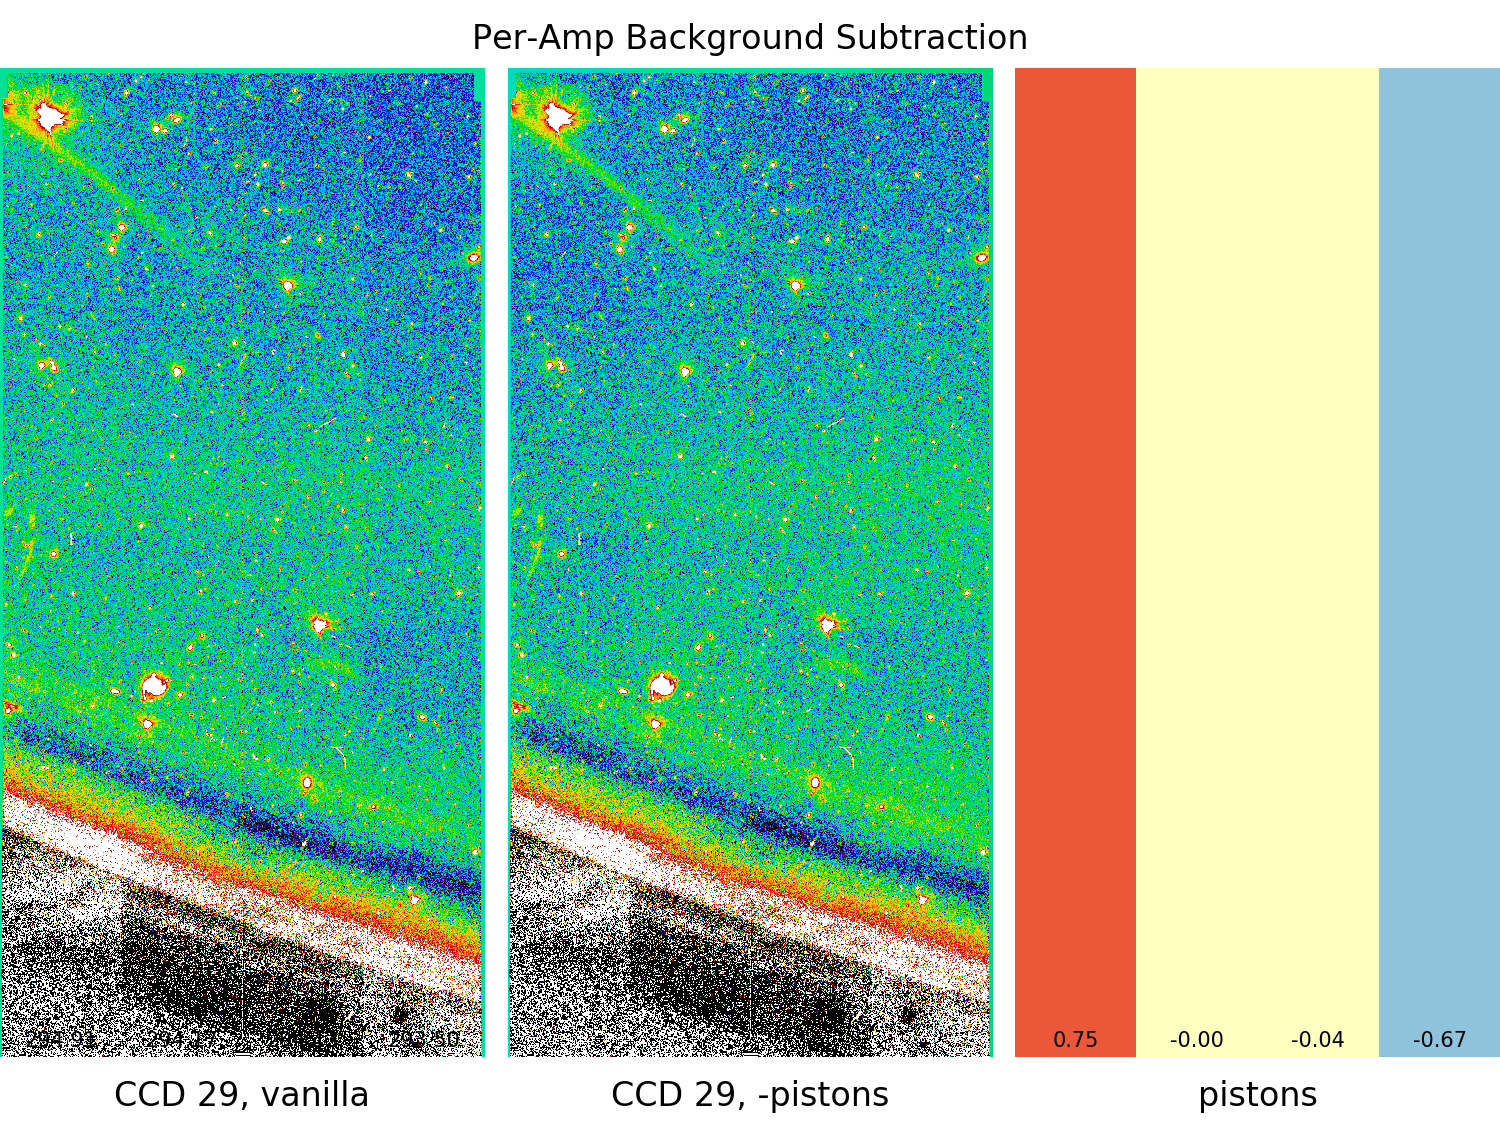 Per-Amp Background Subtraction
0.75 -0.00 -0.04 -0.67
CCD 29, vanilla CCD 29, -pistons pistons